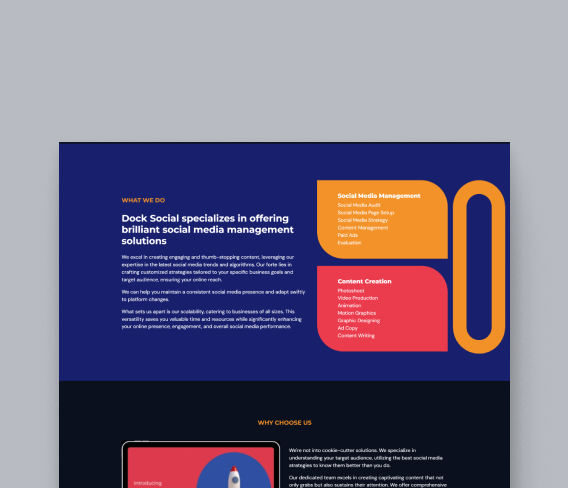 WHAT WE DO
Dock Social specializes in offering
brilliant social media management
solutions
We excel in creating engaging and thumb-stopping content, leveraging our
expertise in the latest social media trends and algorithms. Our forte lies in
crafting customized strategies tailored to your specific business goals and
target audience, ensuring your online reach.
We can help you maintain a consistent social media presence and adapt swiftly
to platform changes.
What sets us apart is our scalability, catering to businesses of all sizes. This
versatility saves you valuable time and resources while significantly enhancing
your online presence, engagement, and overall social media performance.
Social Media Management
Social Media Audit
Social Media Page Setup
Social Media Strategy
Content Management
Paid Ads
Evaluation
Content Creation
Photoshoot
Video Production
Animation
Motion Graphics
Graphic Designing
Ad Copy
Content Writing
WHY CHOOSE US
Introducing
We're not into cookie-cutter solutions. We specialize in
understanding your target audience, utilizing the best social media
strategies to know them better than you do.
Our dedicated team excels in creating captivating content that not
only grabs but also sustains their attention. We offer comprehensive